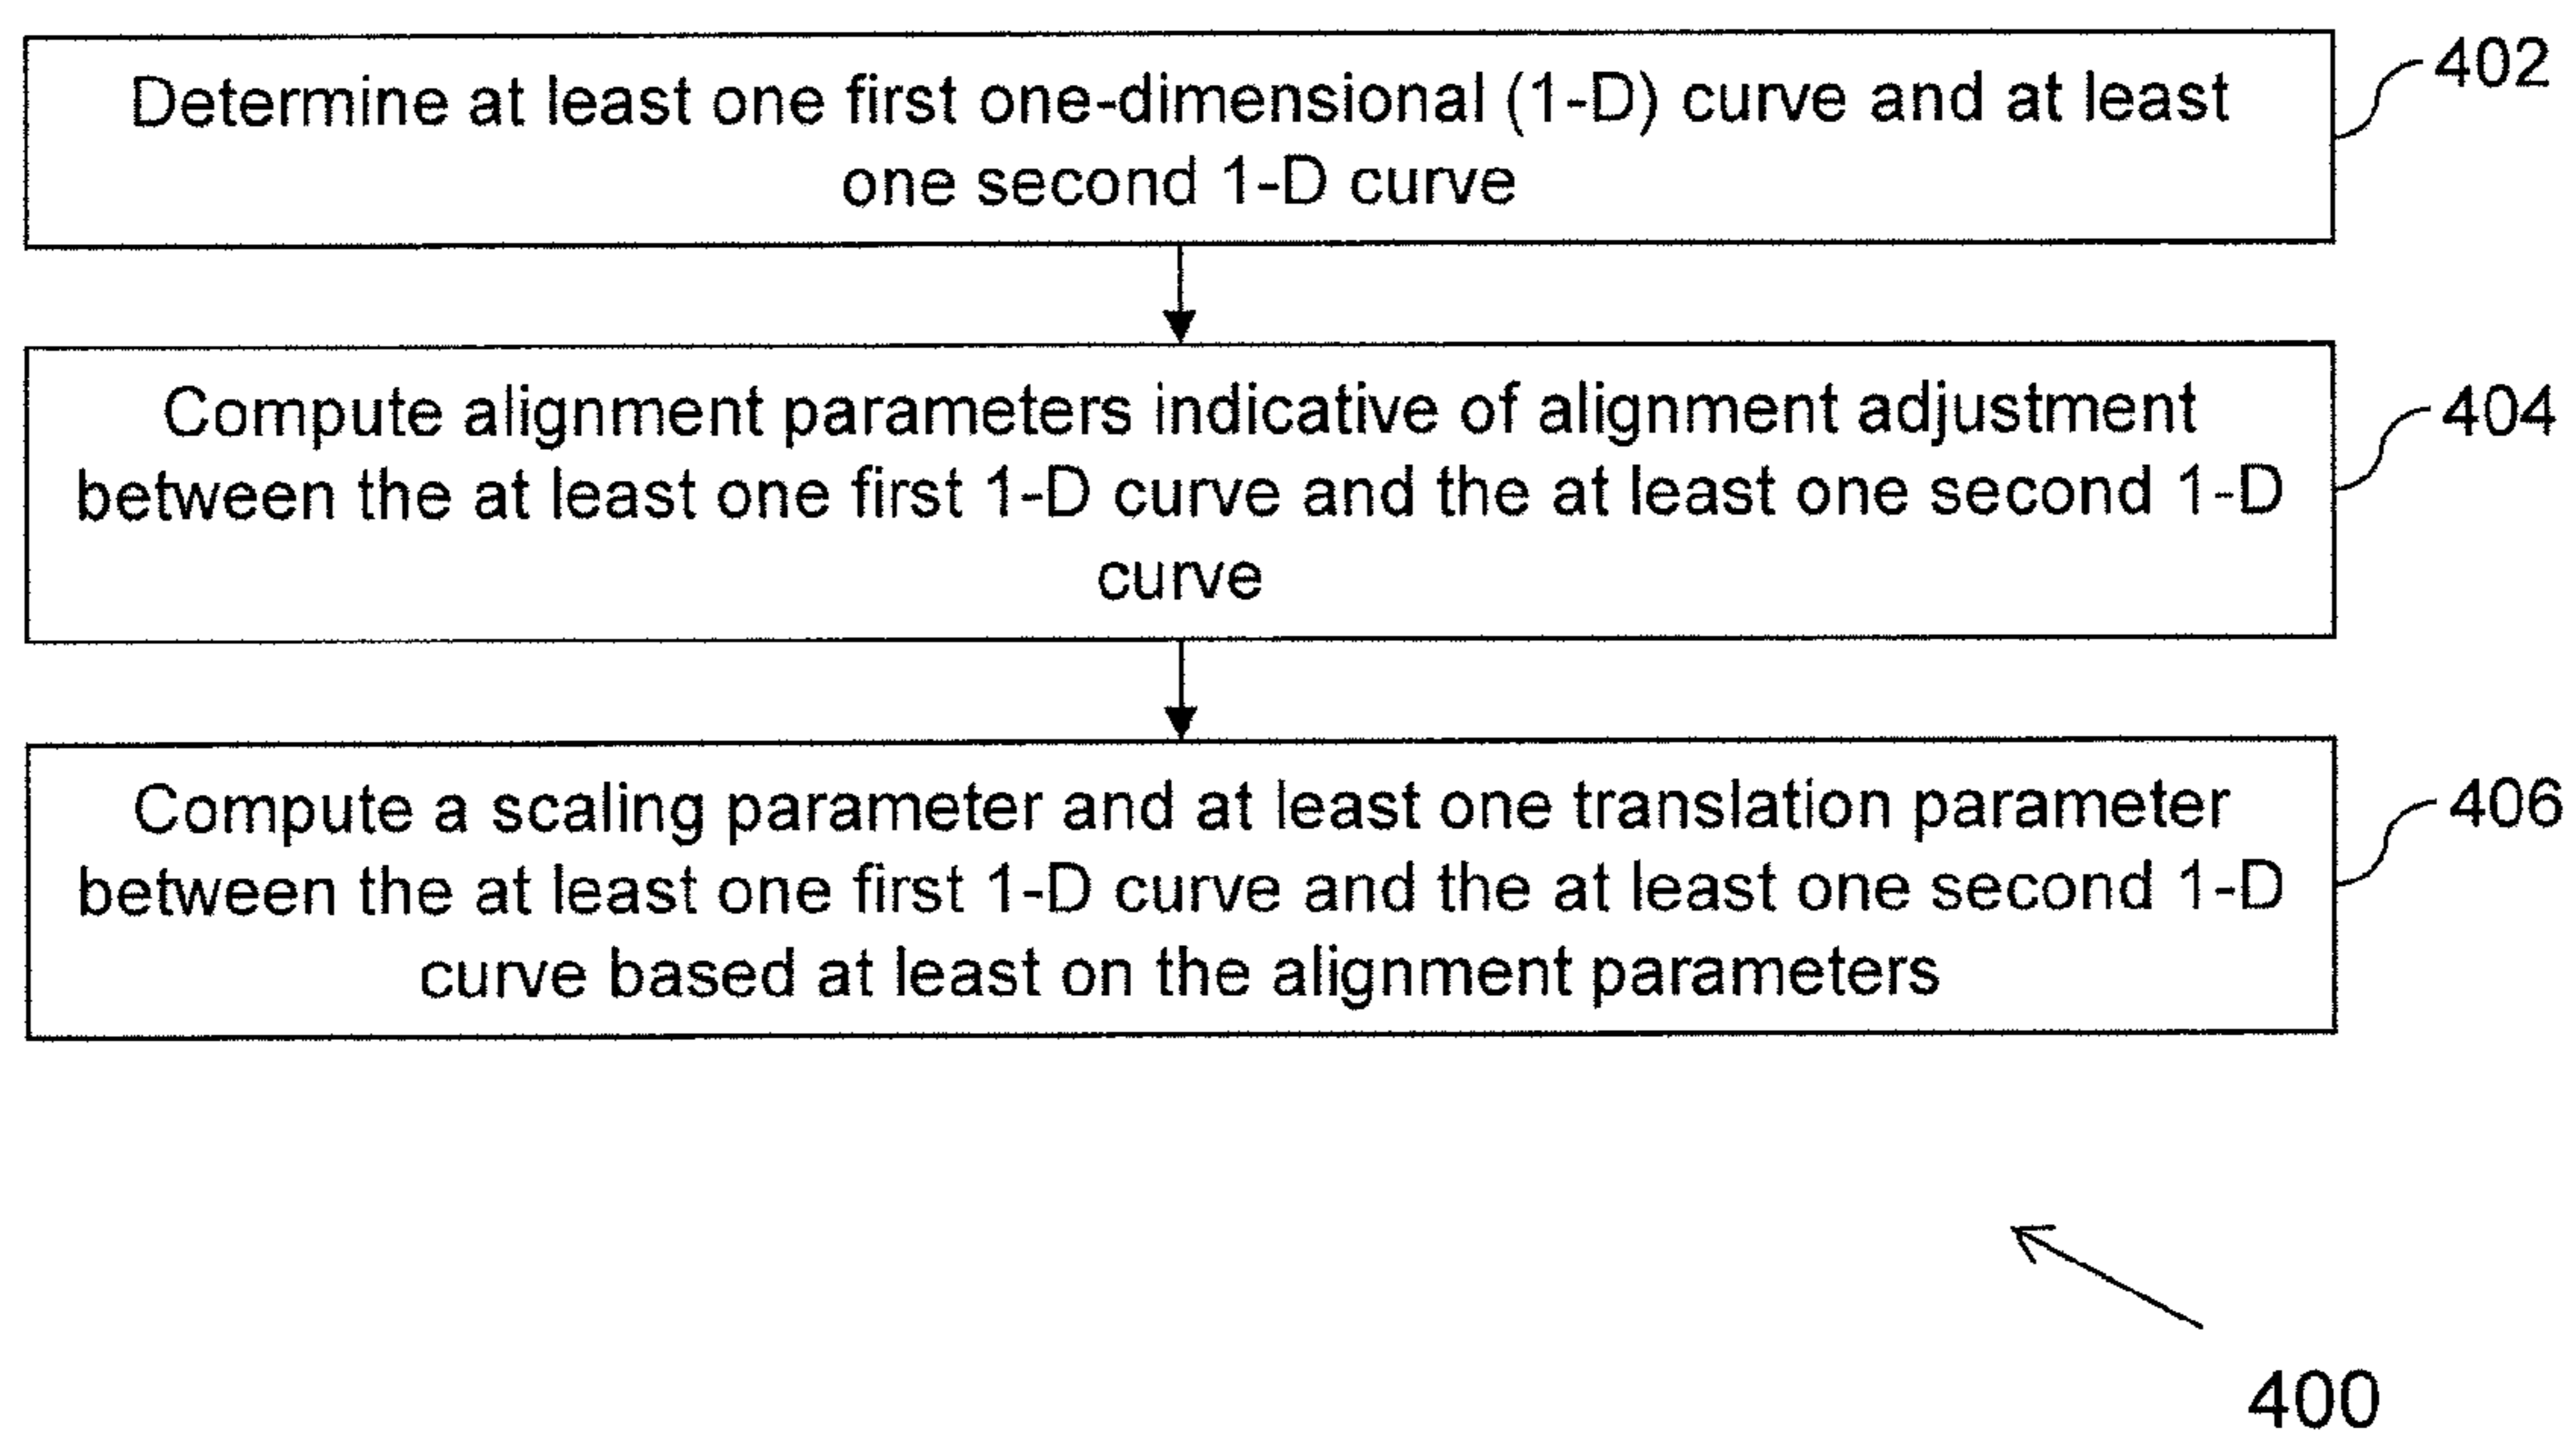 Determine at least one first one-dimensional (1-D) curve and at least
one second 1-D curve
402
Compute alignment parameters indicative of alignment adjustment
between the at least one first 1-D curve and the at least one second 1-D
curve
404
Compute a scaling parameter and at least one translation parameter
between the at least one first 1-D curve and the at least one second 1-D
curve based at least on the alignment parameters
406
400